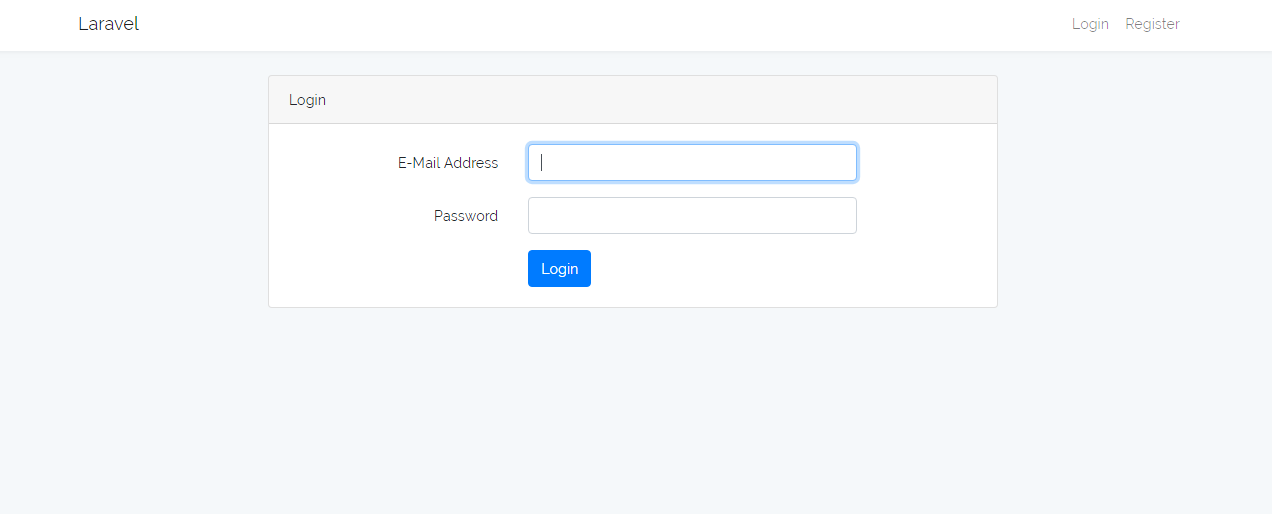 Laravel
Login Register
Login
E-Mail Address
Password
Login